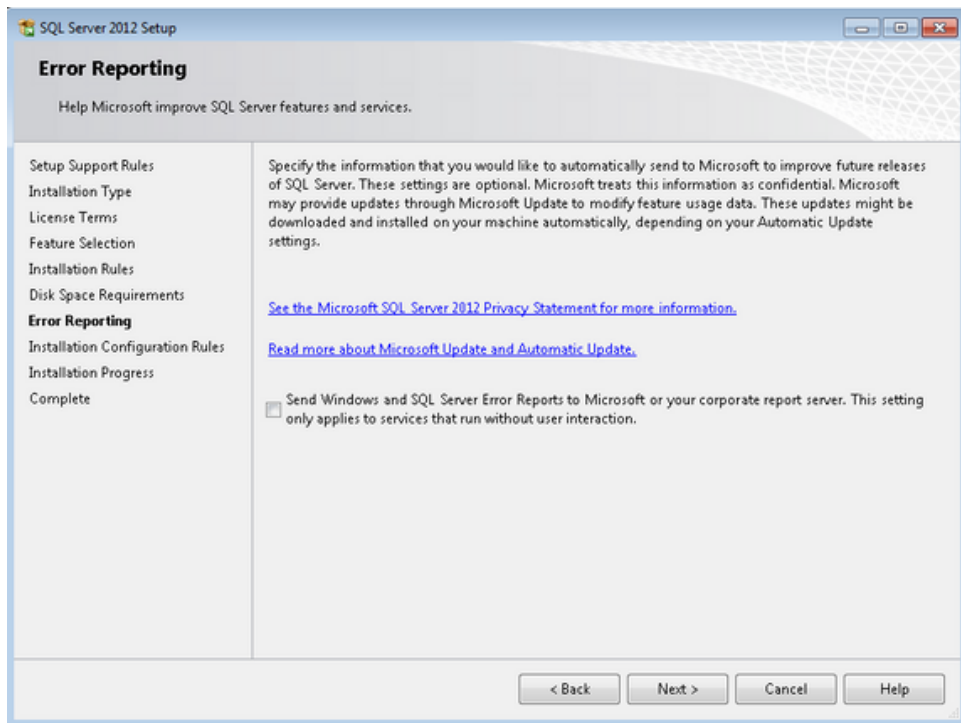 SQL Server 2012 Setup
Error Reporting
Help Microsoft improve SQL Server features and services.
Setup Support Rules
Installation Type
License Terms
Feature Selection
Installation Rules
Disk Space Requirements
Error Reporting
Installation Configuration Rules
Installation Progress
Complete
Specify the information that you would like to automatically send to Microsoft to improve future releases
of SQL Server. These settings are optional. Microsoft treats this information as confidential. Microsoft
may provide updates through Microsoft Update to modify feature usage data. These updates might be
downloaded and installed on your machine automatically, depending on your Automatic Update
settings.
See the Microsoft SQL Server 2012 Privacy Statement for more information.
Read more about Microsoft Update and Automatic Update.
Send Windows and SQL Server Error Reports to Microsoft or your corporate report server. This setting
only applies to services that run without user interaction.
< Back
Next >
Cancel
Help